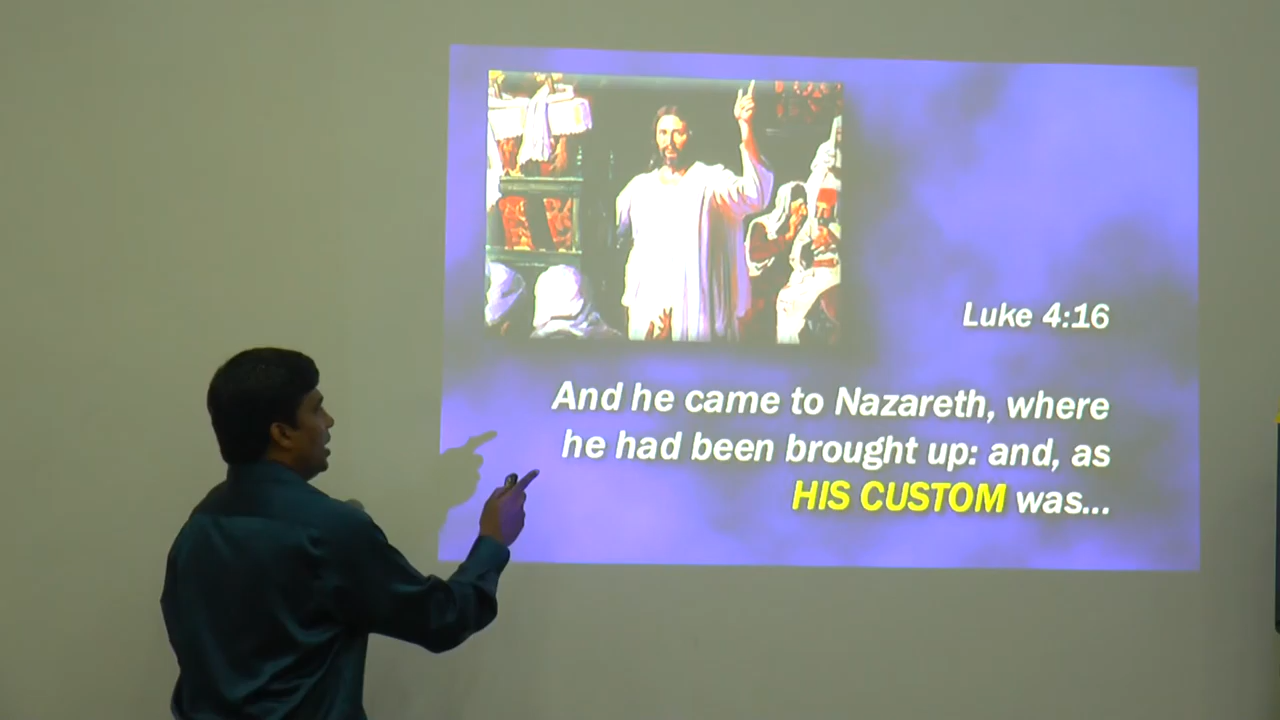 Luke 4:16
And he came to Nazareth, where
he had been brought up: and, as
HIS CUSTOM was...